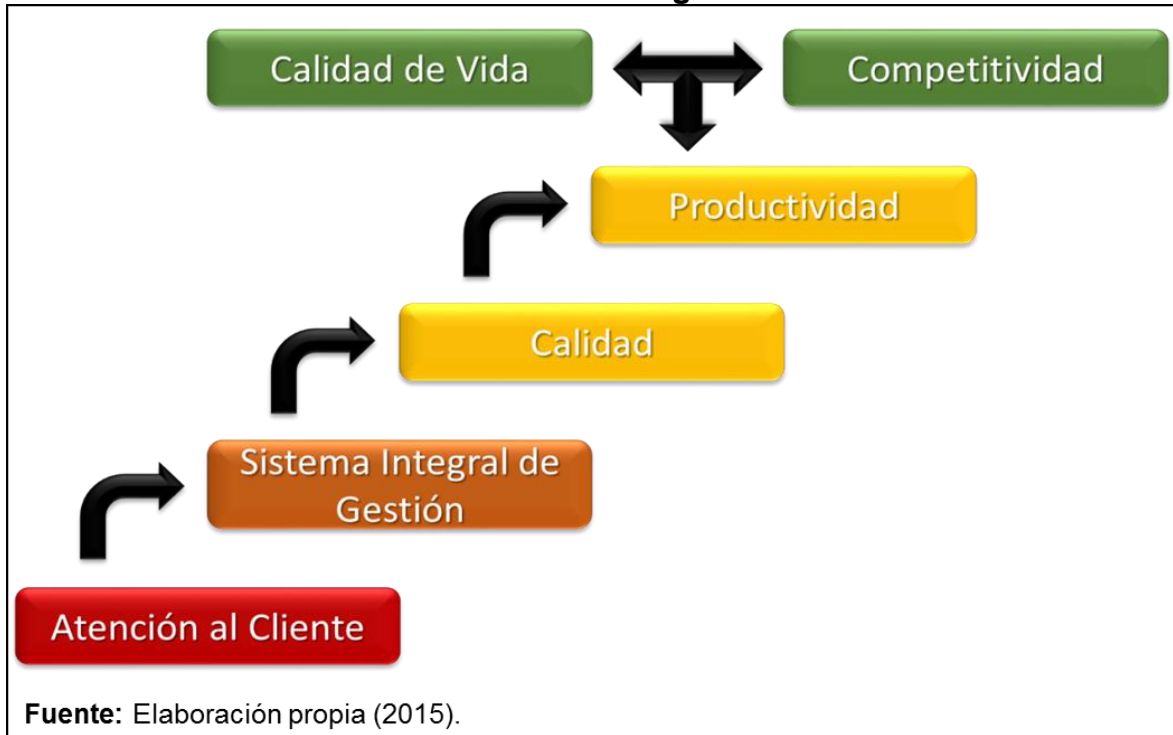 Calidad de Vida
Competitividad
Productividad
Calidad
Sistema Integral de
Gestión
Atención al Cliente
Fuente: Elaboración propia (2015).